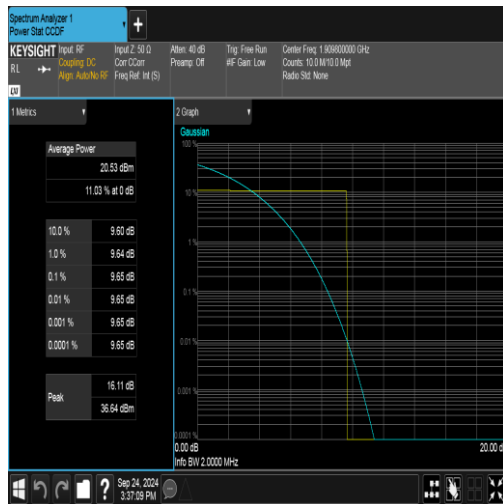 Spectrum Analyzer 1
Power Stat CCDF
KEYSIGHT
Input: RF
Coupling: DC
Align: Auto/No RF
Input Z: 50 Ω
Corr CCorr
Freq Ref: Int (S)
Atten: 40 dB
Preamp: Off
Trig: Free Run
#IF Gain: Low
Center Freq: 1.909800000 GHz
Counts: 10.0 M/10.0 Mpt
Radio Std: None
R L
LXI
1 Metrics
Average Power
20.53 dBm
11.03 % at 0 dB
10.0 % 9.60 dB
1.0 % 9.64 dB
0.1 % 9.65 dB
0.01 % 9.65 dB
0.001 % 9.65 dB
0.0001 % 9.65 dB
Peak
16.11 dB
36.64 dBm
2 Graph
Gaussian
100 %
10 %
1 %
0.1 %
0.01 %
0.001 %
0.0001 %
0.00 dB
20.00 dB
Info BW 2.0000 MHz
Sep 24, 2024
3:37:09 PM